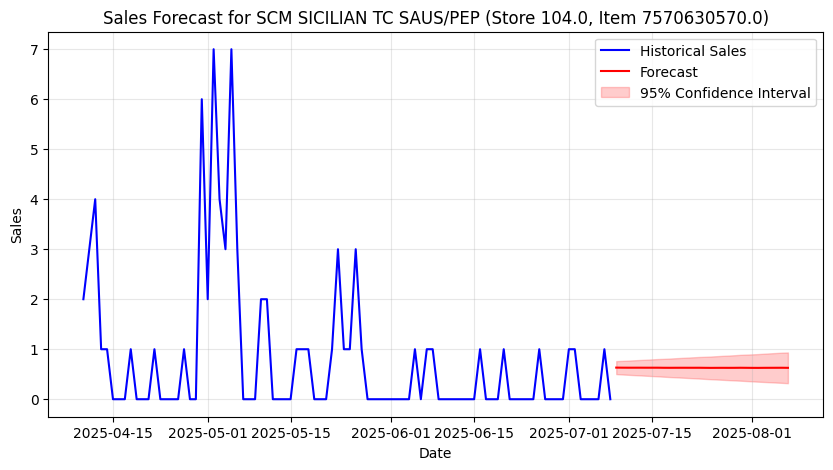 Sales Forecast for SCM SICILIAN TC SAUS/PEP (Store 104.0, Item 7570630570.0)
Historical Sales
Forecast
95% Confidence Interval
Sales
7
6
5
4
3
2
1
0
2025-04-15 2025-05-01 2025-05-15 2025-06-01 2025-06-15 2025-07-01 2025-07-15 2025-08-01
Date